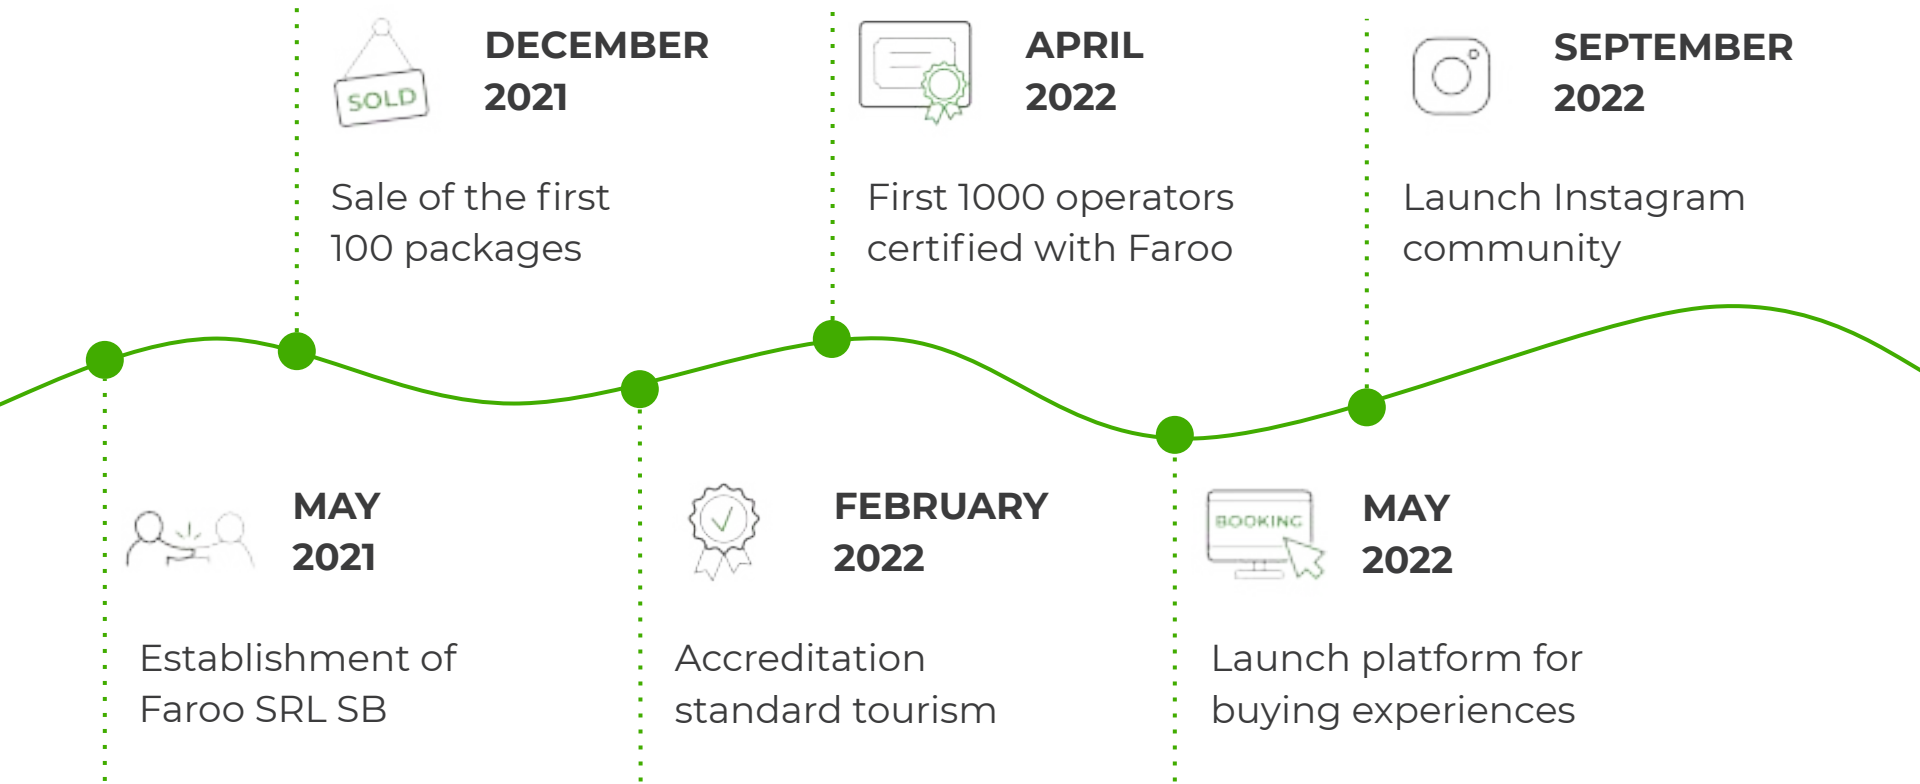 DECEMBER
2021
SOLD
Sale of the first
100 packages
APRIL
2022
First 1000 operators
certified with Faroo
SEPTEMBER
2022
Launch Instagram
community
MAY
2021
Establishment of
Faroo SRL SB
FEBRUARY
2022
Accreditation
standard tourism
BOOKING
MAY
2022
Launch platform for
buying experiences